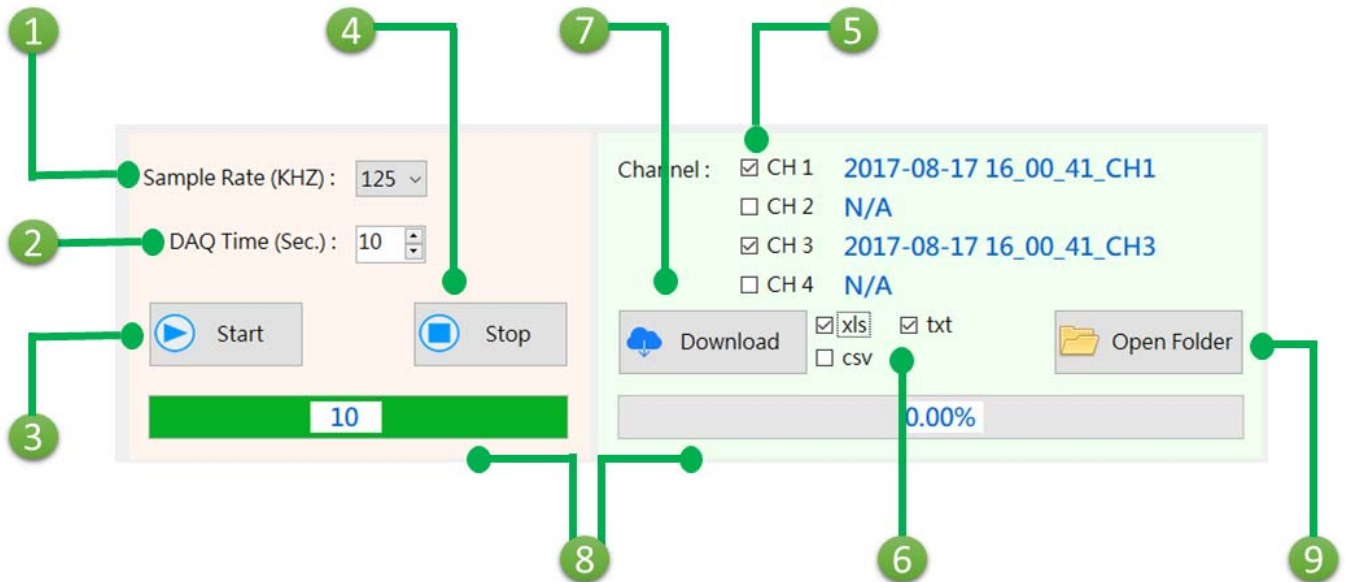 1
4
7
5
Sample Rate (KHZ) : 125
Channel : CH 1 2017-08-17 16_00_41_CH1
CH 2 N/A
2
DAQ Time (Sec.) : 10
CH 3 2017-08-17 16_00_41_CH3
CH 4 N/A
Start
Stop
Download
xls txt
csv
Open Folder
3
10
0.00%
8
6
9